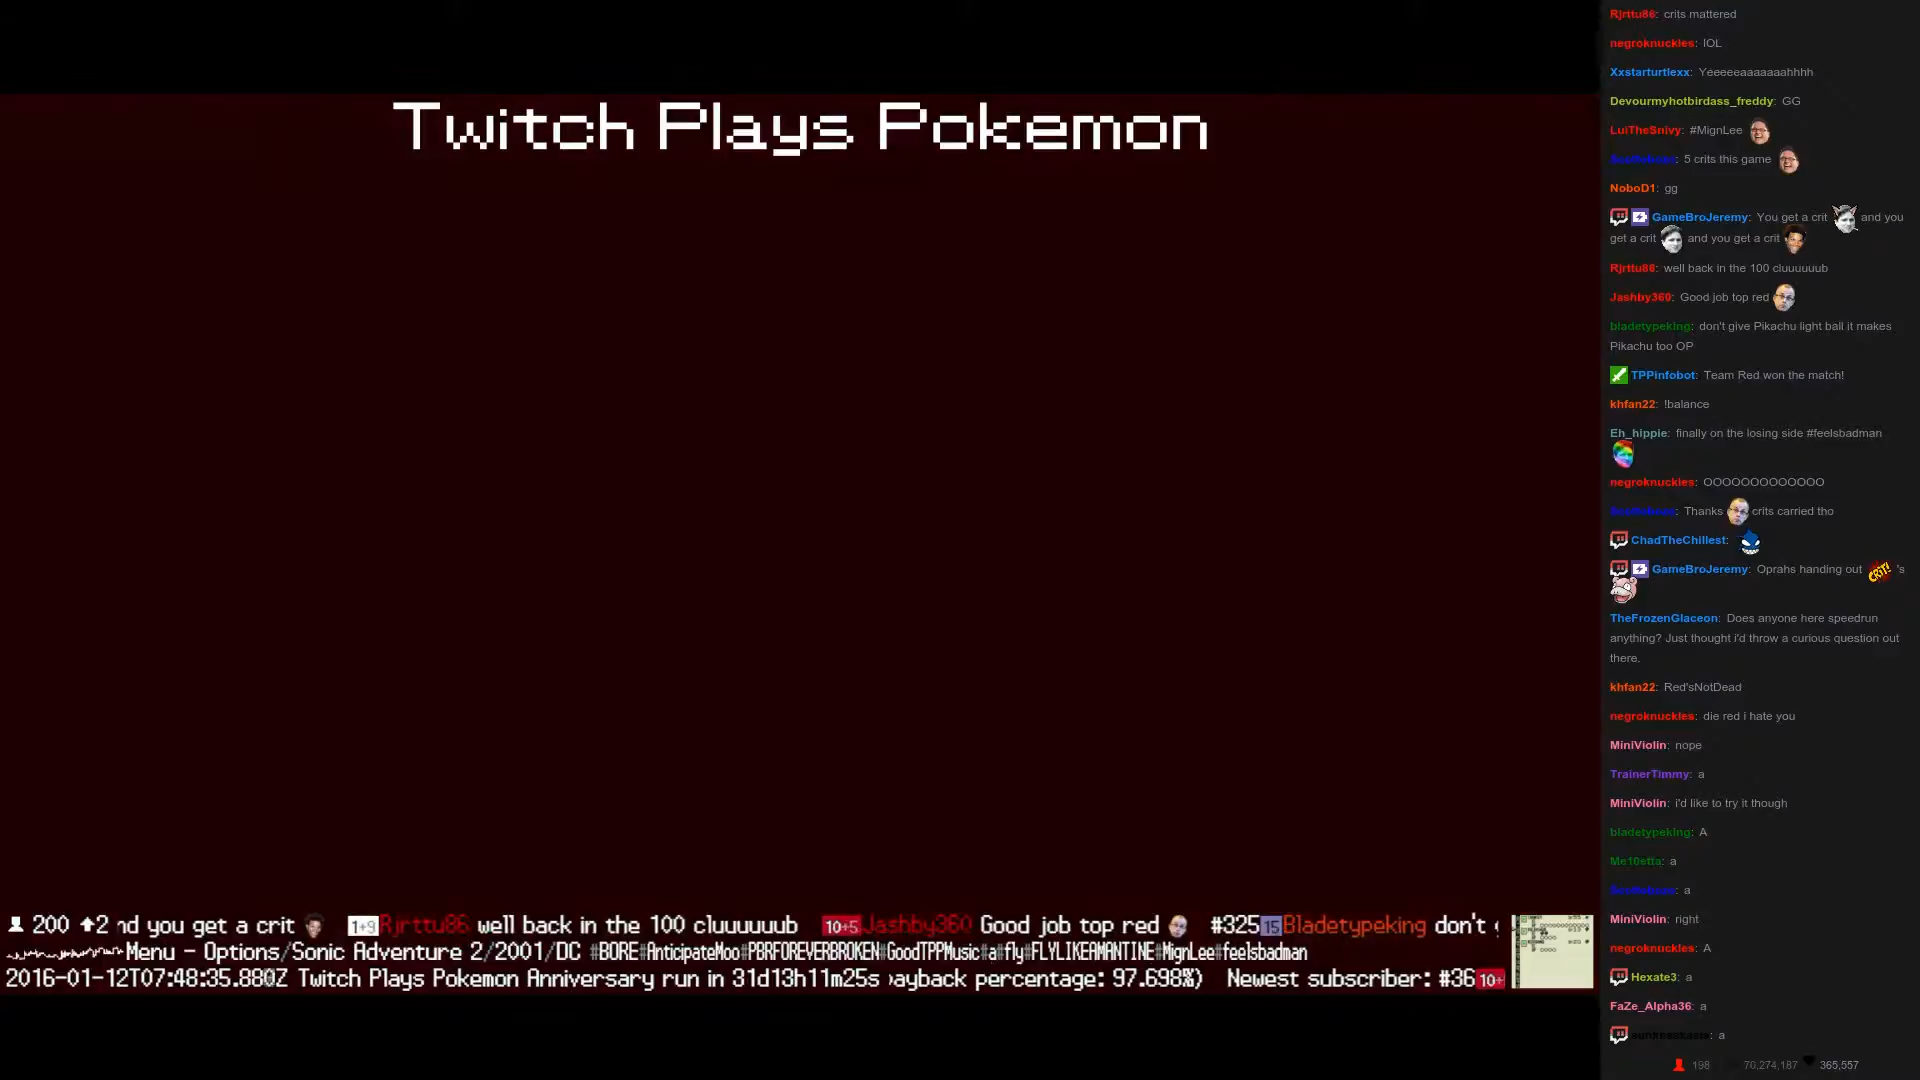 Twitch Plays Pokemon
200 2 nd you get a crit 1+9 Rjrttu86 well back in the 100 cluuuuuub 10+5 Jashby360 Good job top red #325 15 Bladetypeking don't
Menu - Options/Sonic Adventure 2/2001/DC #BORE#AnticipateMoo#PBRFOREVERBROKEN#GoodTPPMusic#a#fly#FLYLIKEAMANTINE#MignLee#feelsbadman
2016-01-12T07:48:35.880Z Twitch Plays Pokemon Anniversary run in 31d13h11m25s ayback percentage: 97.698%) Newest subscriber: #36 10+
Rjrttu86: crits mattered
negroknuckles: lOL
Xxstarturtlexx: Yeeeeeaaaaaaahhhh
Devourmyhotbirdass_freddy: GG
LuiTheSnivy: #MignLee
: 5 crits this game
NoboD1: gg
GameBroJeremy: You get a crit and you
get a crit and you get a crit
Rjrttu86: well back in the 100 cluuuuuub
Jashby360: Good job top red
bladetypeking: don't give Pikachu light ball it makes
Pikachu too OP
TPPinfobot: Team Red won the match!
khfan22: !balance
Eh_hippie: finally on the losing side #feelsbadman
negroknuckles: OOOOOOOOOOOOO
: Thanks crits carried tho
ChadTheChillest:
GameBroJeremy: Oprahs handing out CRIT! 's
TheFrozenGlaceon: Does anyone here speedrun
anything? Just thought i'd throw a curious question out
there.
khfan22: Red'sNotDead
negroknuckles: die red i hate you
MiniViolin: nope
TrainerTimmy: a
MiniViolin: i'd like to try it though
bladetypeking: A
Me10etta: a
: a
MiniViolin: right
negroknuckles: A
Hexate3: a
FaZe_Alpha36: a
: a
198 70,274,187 365,557